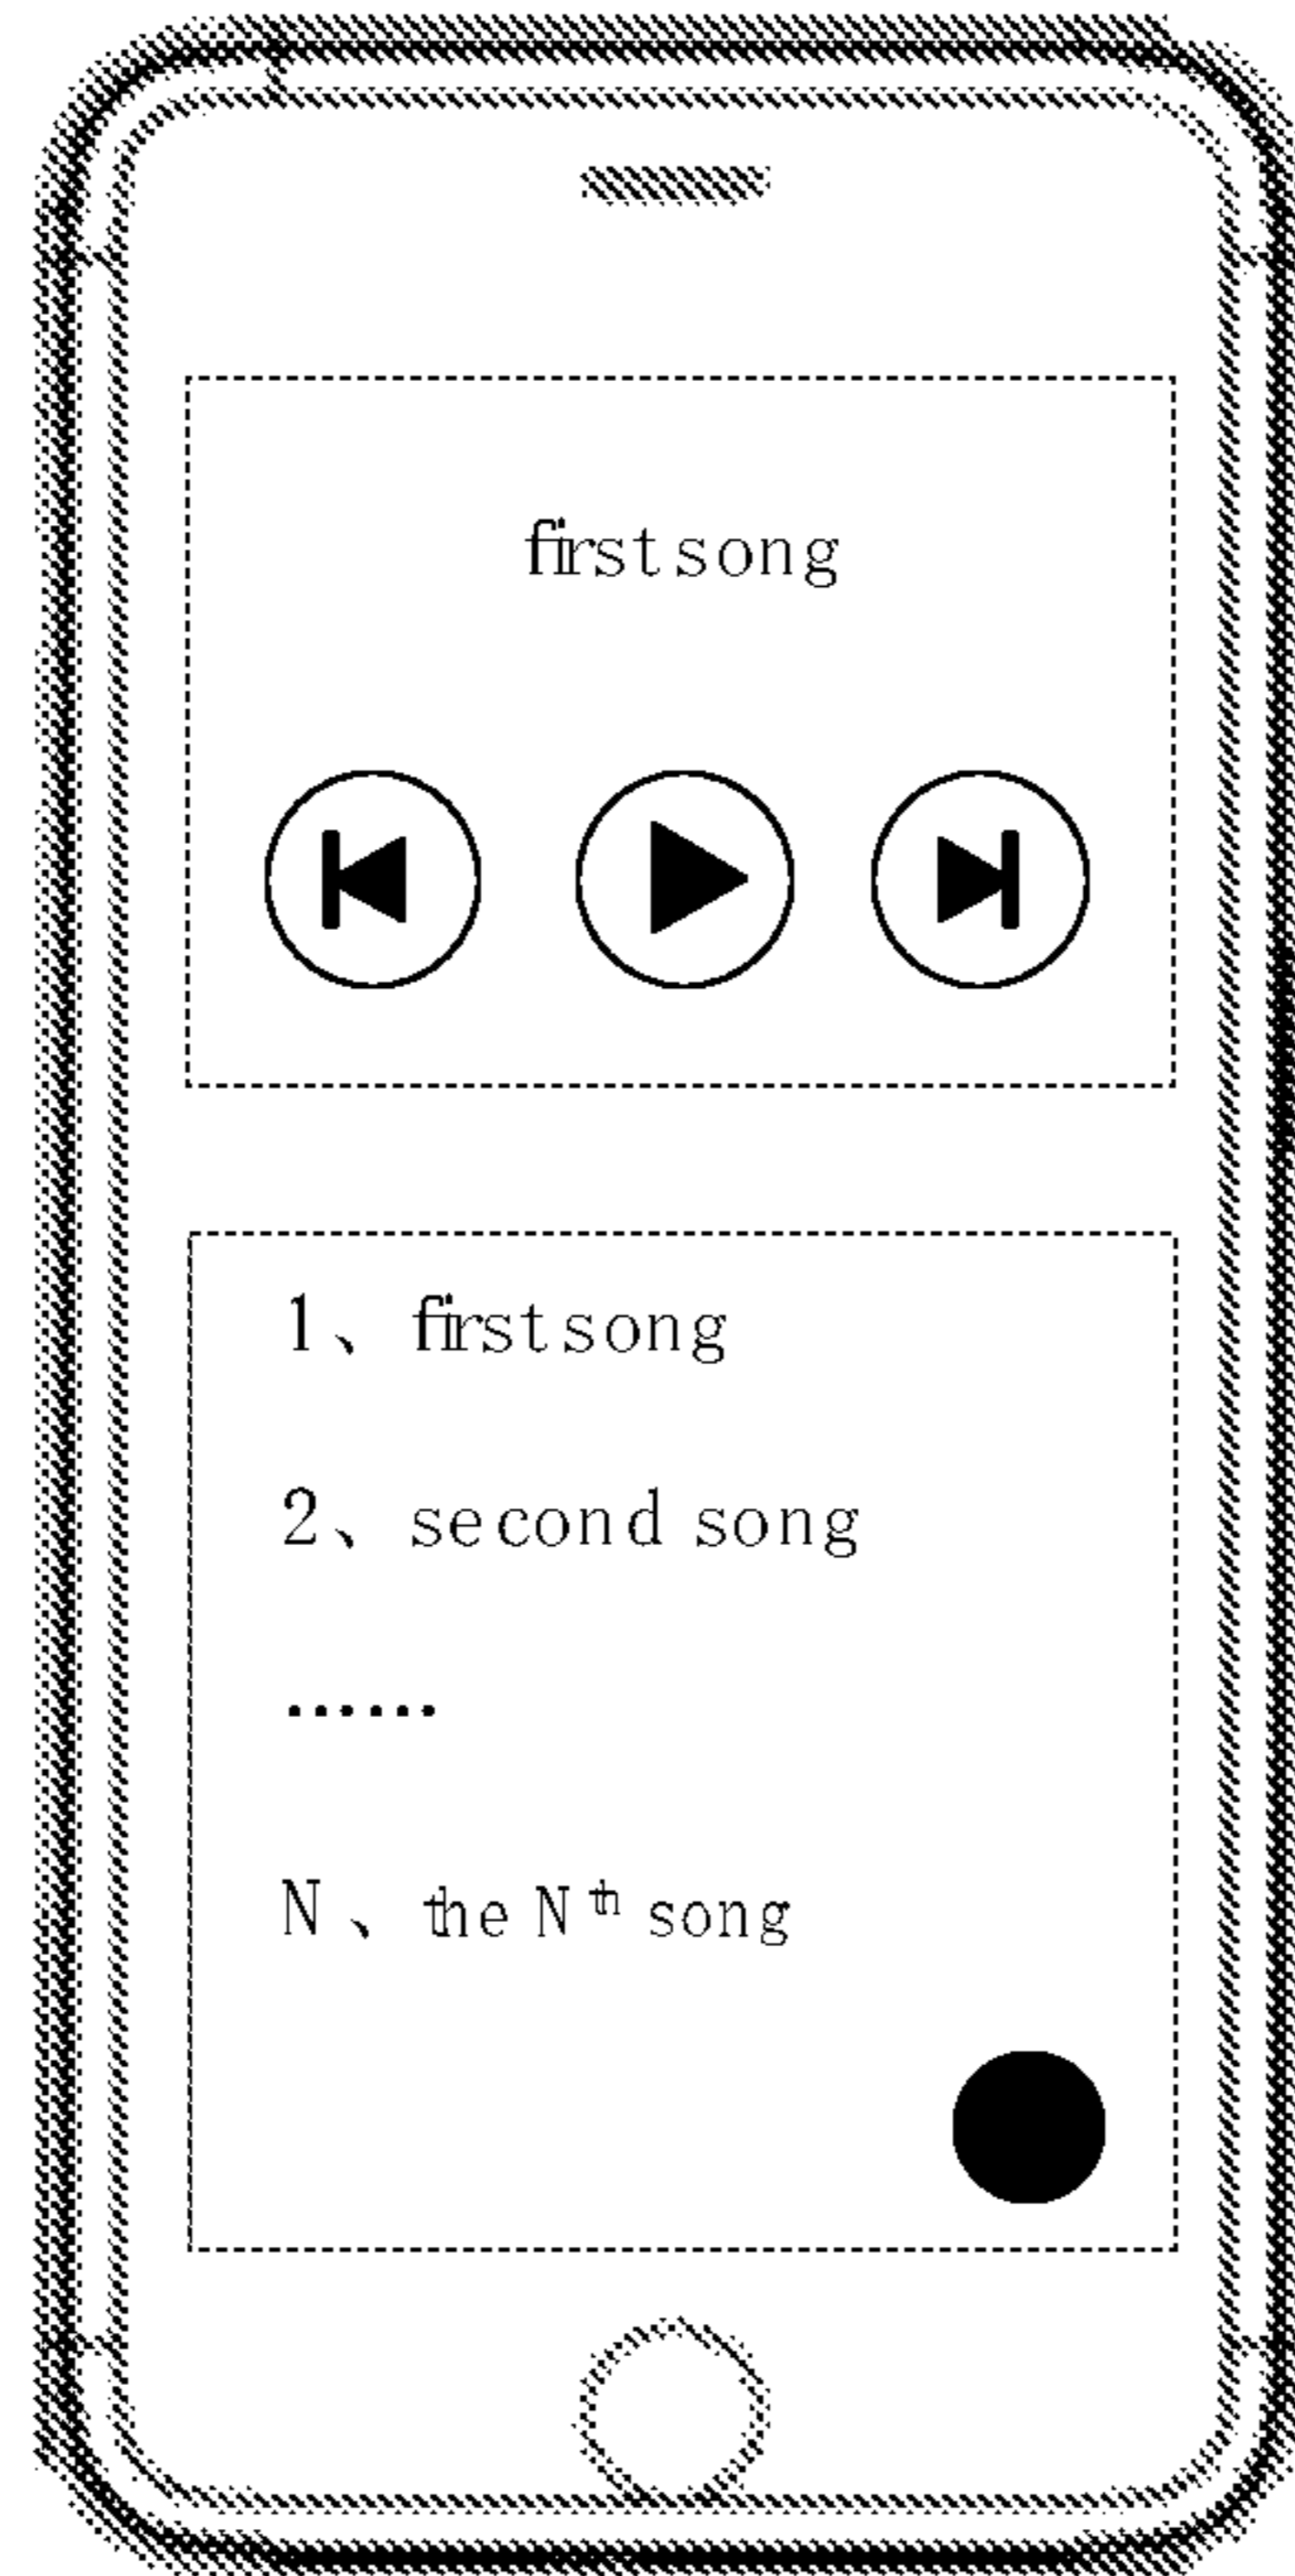 first song
1、first song
2、second song
......
N、the Nth song